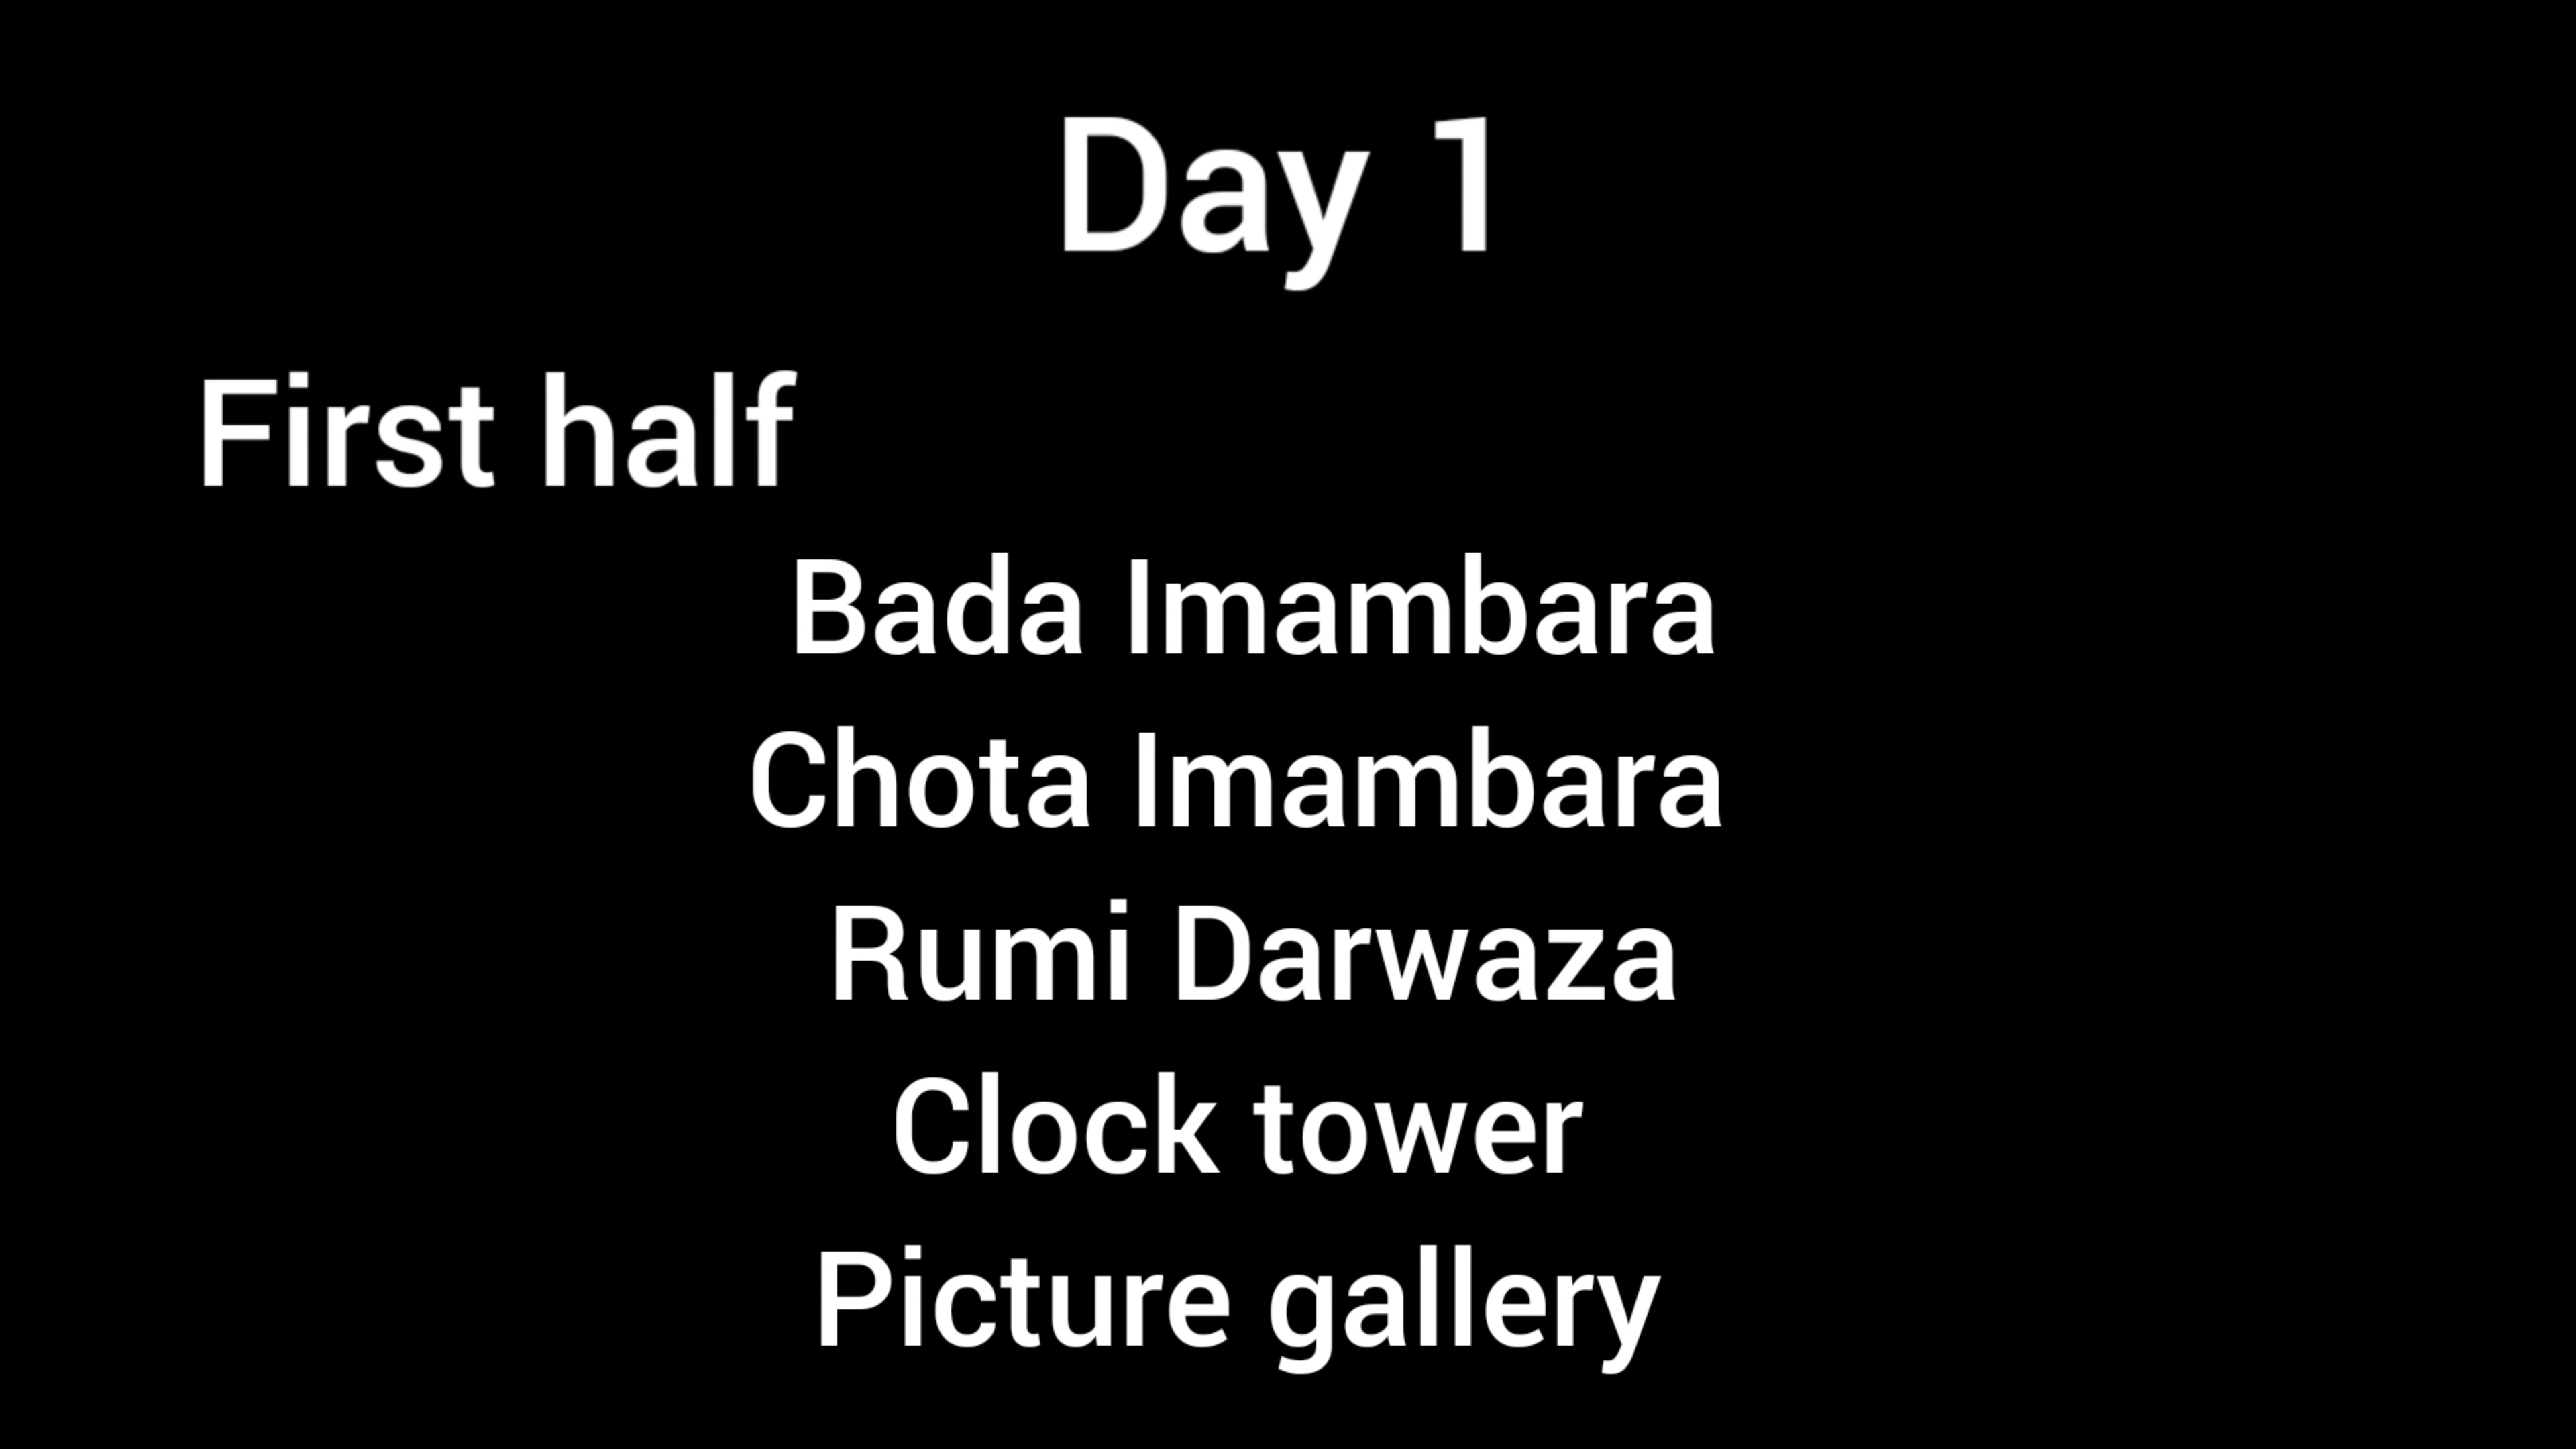 Day 1
First half
Bada Imambara
Chota Imambara
Rumi Darwaza
Clock tower
Picture gallery